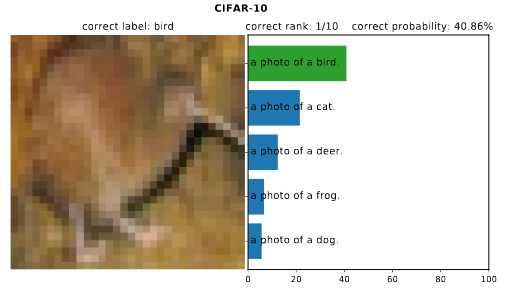 CIFAR-10
correct label: bird
correct rank: 1/10 correct probability: 40.86%
a photo of a bird.
a photo of a cat.
a photo of a deer.
a photo of a frog.
a photo of a dog.
0 20 40 60 80 100